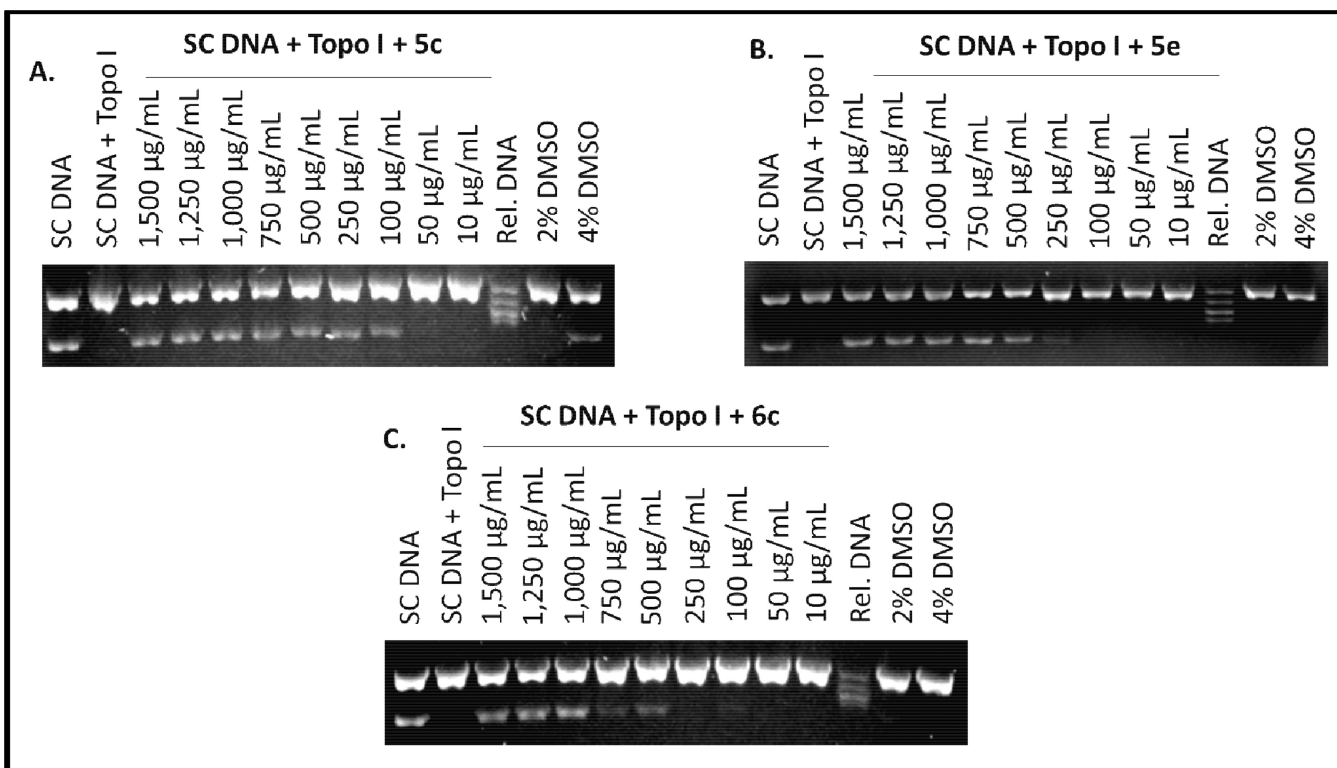 A.
SC DNA + Topo I + 5c
SC DNA
SC DNA + Topo I
1,500 µg/mL
1,250 µg/mL
1,000 µg/mL
750 µg/mL
500 µg/mL
250 µg/mL
100 µg/mL
50 µg/mL
10 µg/mL
Rel. DNA
2% DMSO
4% DMSO
B.
SC DNA + Topo I + 5e
SC DNA
SC DNA + Topo I
1,500 µg/mL
1,250 µg/mL
1,000 µg/mL
750 µg/mL
500 µg/mL
250 µg/mL
100 µg/mL
50 µg/mL
10 µg/mL
Rel. DNA
2% DMSO
4% DMSO
C.
SC DNA + Topo I + 6c
SC DNA
SC DNA + Topo I
1,500 µg/mL
1,250 µg/mL
1,000 µg/mL
750 µg/mL
500 µg/mL
250 µg/mL
100 µg/mL
50 µg/mL
10 µg/mL
Rel. DNA
2% DMSO
4% DMSO